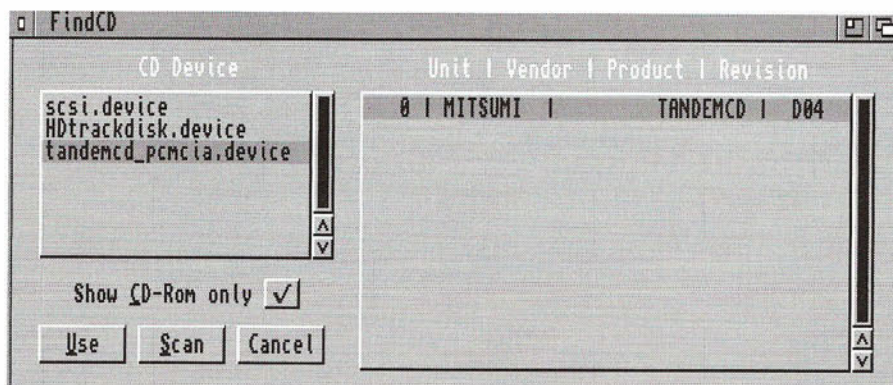 FindCD
CD Device
scsi.device
HDtrackdisk.device
tandemcd_pcmcia.device
Show CD-Rom only
Use Scan Cancel
Unit | Vendor | Product | Revision
0 | MITSUMI | TANDEMCD | D04